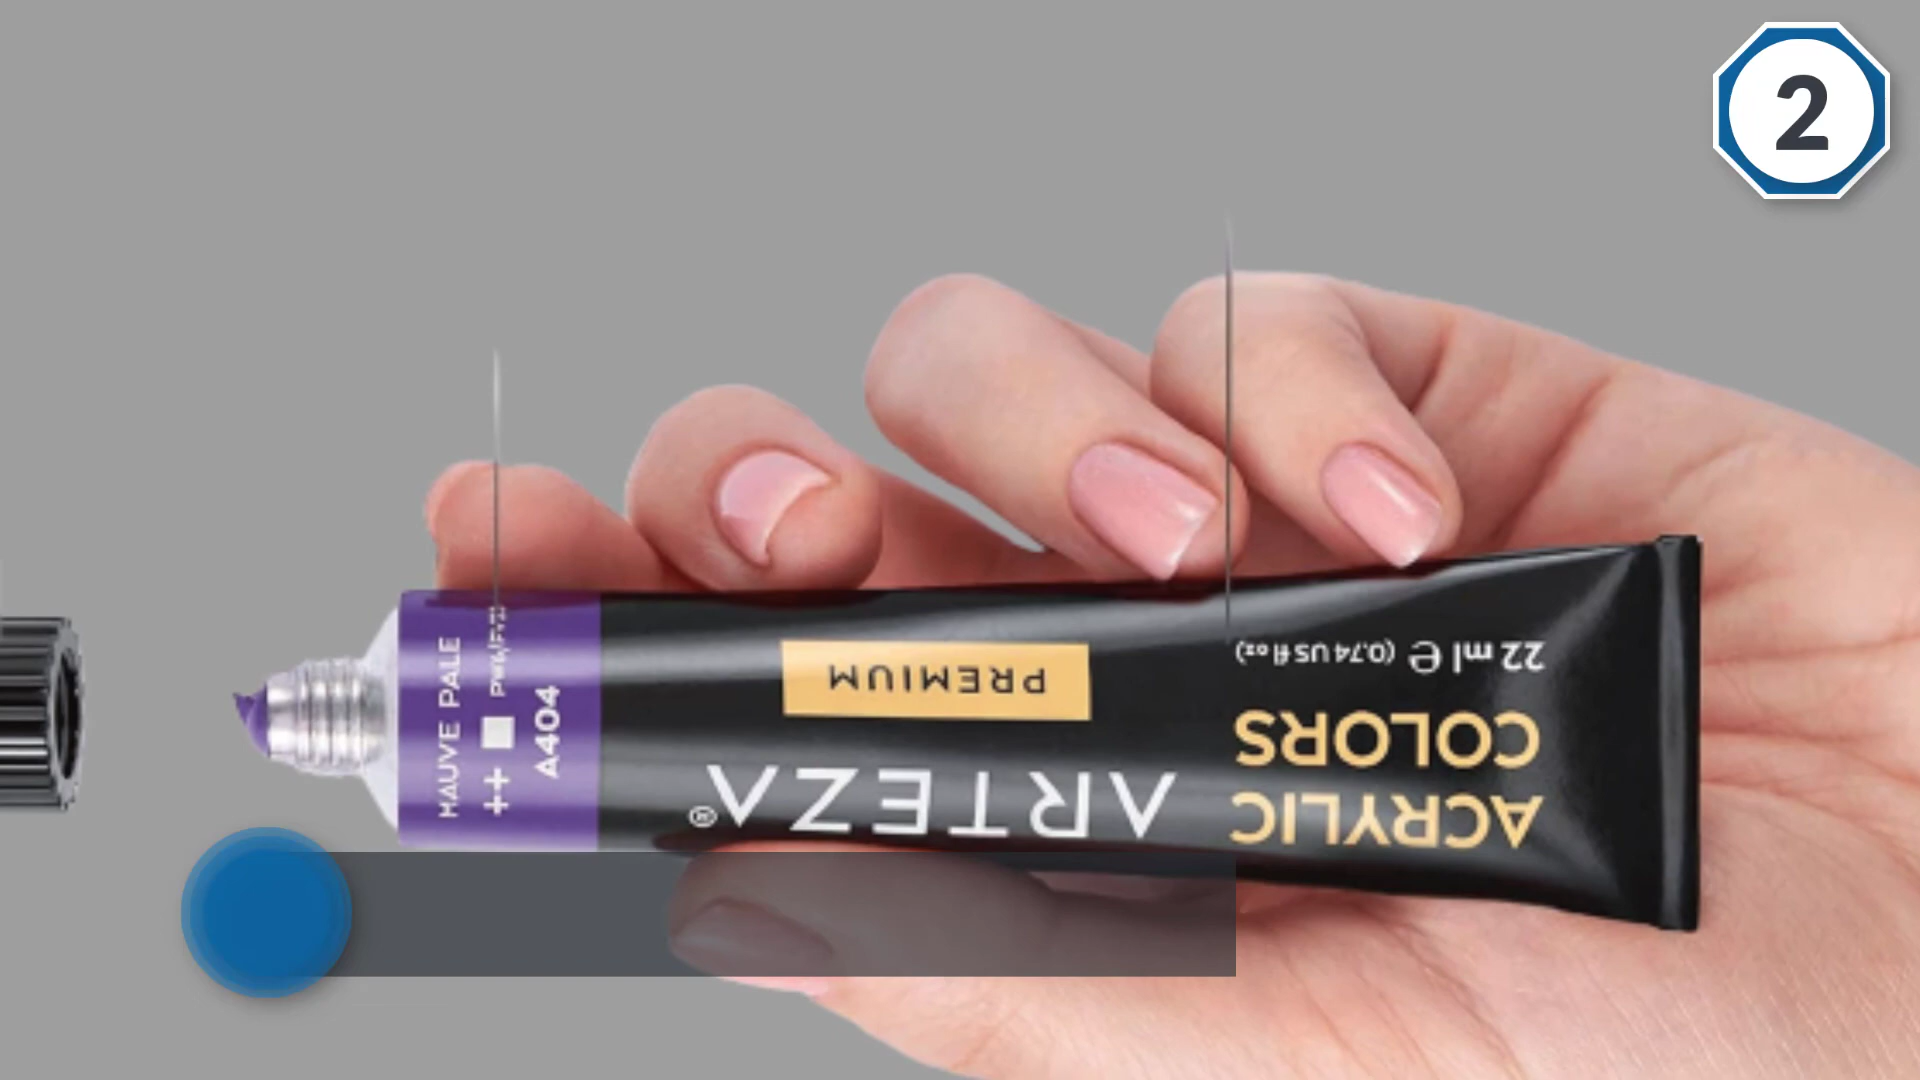 2
ACRYLIC
COLORS
22 ml e (0.74 US fl oz)
ARTEZA®
PREMIUM
MAUVE PALE
++
A404